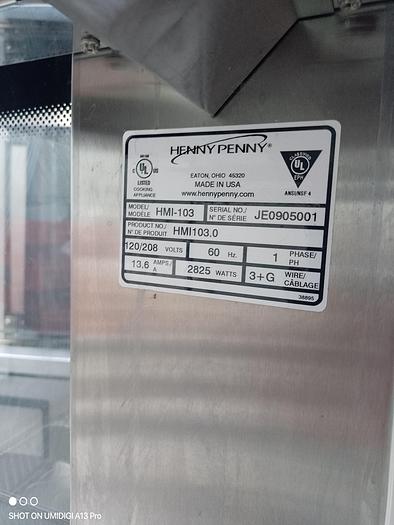 HENNY PENNY®
EATON, OHIO 45320
MADE IN USA
www.hennypenny.com
C UL US
LISTED
COOKING
APPLIANCE
CLASSIFIED
UL
EPH
ANSI/NSF 4
MODEL/ MODÈLE HMI-103 SERIAL NO./ N° DE SÉRIE JE0905001
PRODUCT NO./ N° DE PRODUIT HMI103.0
120/208 VOLTS 60 Hz. 1 PHASE/ PH
13.6 AMPS/ A 2825 WATTS 3+G WIRE/ CÂBLAGE
38895
SHOT ON UMIDIGI A13 Pro